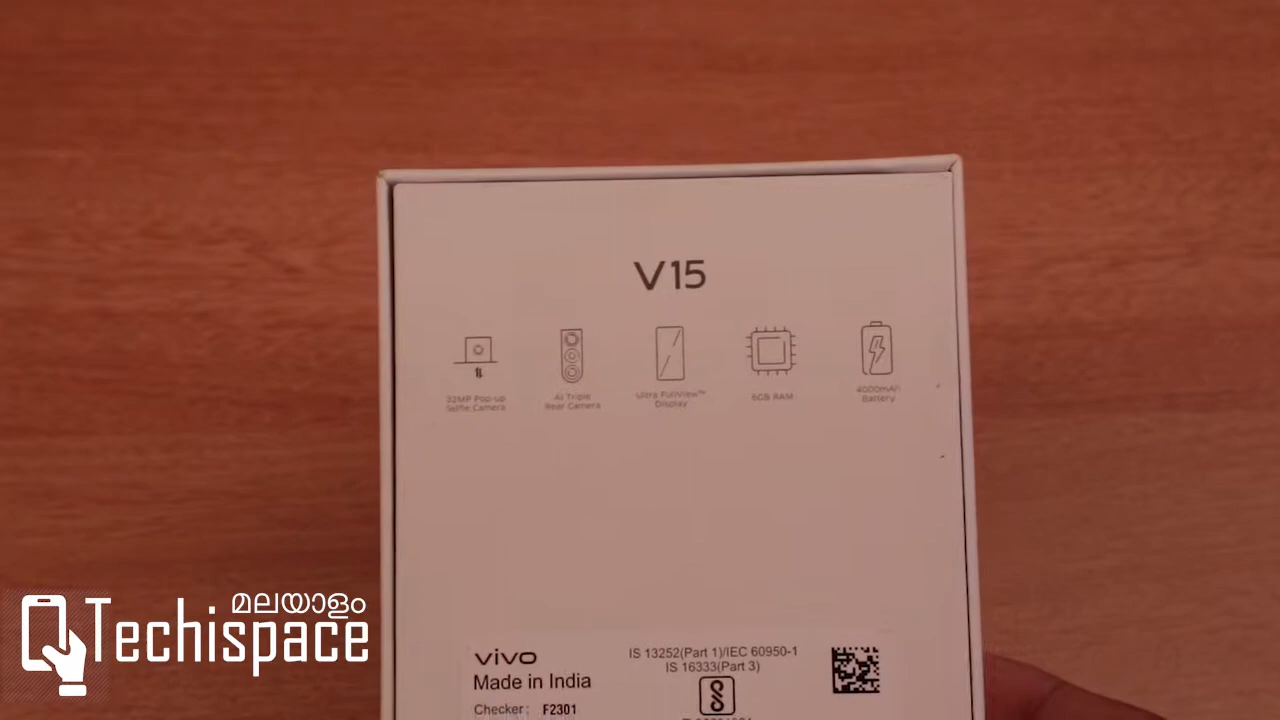 V15
32MP Pop-up
Selfie Camera
AI Triple
Rear Camera
Ultra FullView™
Display
6GB RAM
4000mAh
Battery
vivo
Made in India
Checker: F2301
IS 13252(Part 1)/IEC 60950-1
IS 16333(Part 3)
മലയാളം
Techispace